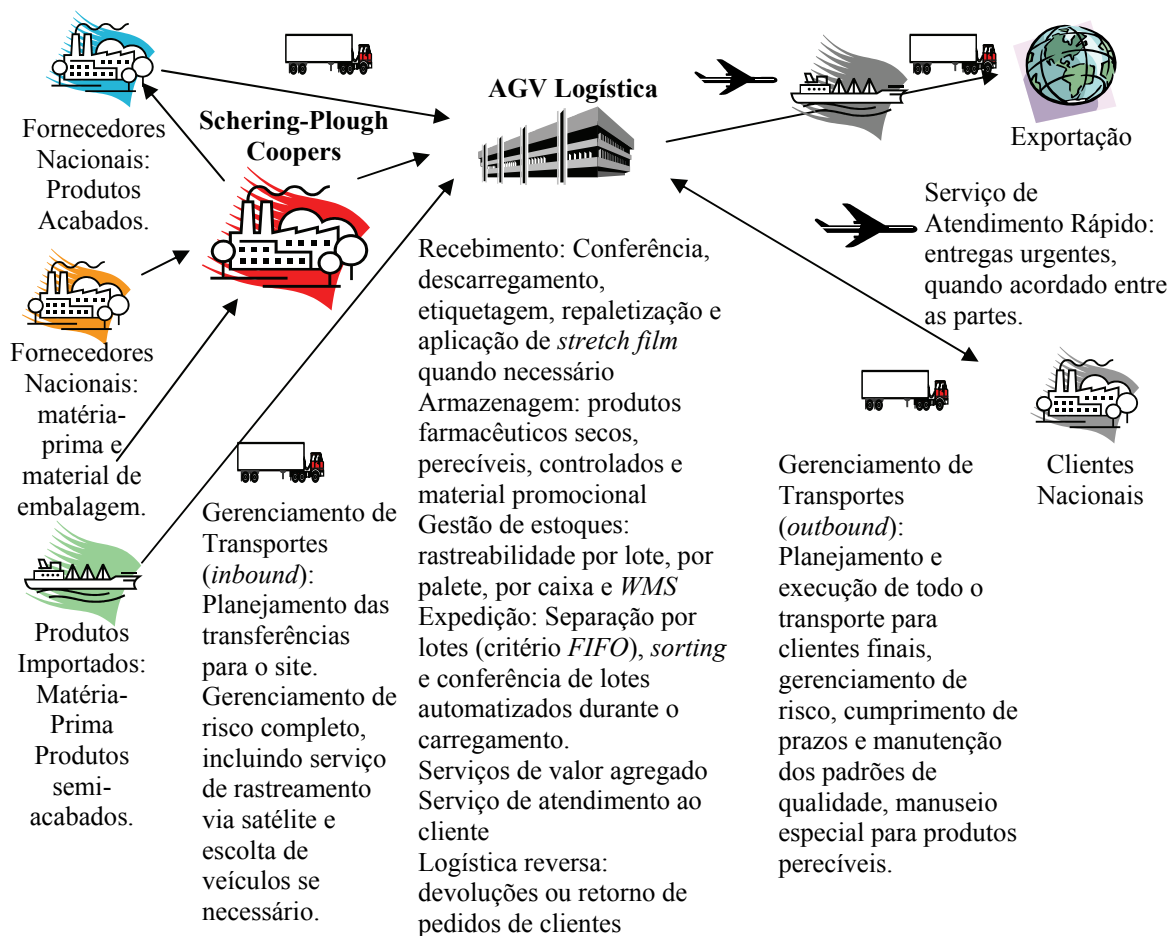 Fornecedores
Nacionais:
Produtos
Acabados.
Schering-Plough
Coopers
AGV Logística
Exportação
Serviço de
Atendimento Rápido:
entregas urgentes,
quando acordado entre
as partes.
Fornecedores
Nacionais:
matéria-
prima e
material de
embalagem.
Produtos
Importados:
Matéria-
Prima
Produtos
semi-
acabados.
Gerenciamento de
Transportes
(inbound):
Planejamento das
transferências
para o site.
Gerenciamento de
risco completo,
incluindo serviço
de rastreamento
via satélite e
escolta de
veículos se
necessário.
Recebimento: Conferência,
descarregamento,
etiquetagem, repaletização e
aplicação de stretch film
quando necessário
Armazenagem: produtos
farmacêuticos secos,
perecíveis, controlados e
material promocional
Gestão de estoques:
rastreabilidade por lote, por
palete, por caixa e WMS
Expedição: Separação por
lotes (critério FIFO), sorting
e conferência de lotes
automatizados durante o
carregamento.
Serviços de valor agregado
Serviço de atendimento ao
cliente
Logística reversa:
devoluções ou retorno de
pedidos de clientes
Gerenciamento de
Transportes
(outbound):
Planejamento e
execução de todo o
transporte para
clientes finais,
gerenciamento de
risco, cumprimento de
prazos e manutenção
dos padrões de
qualidade, manuseio
especial para produtos
perecíveis.
Clientes
Nacionais